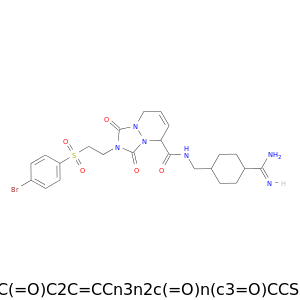 O
N
O N N H
N
S NH2
O O O
N H
Br
C(=O)C2C=CCn3n2c(=O)n(c3=O)CCS